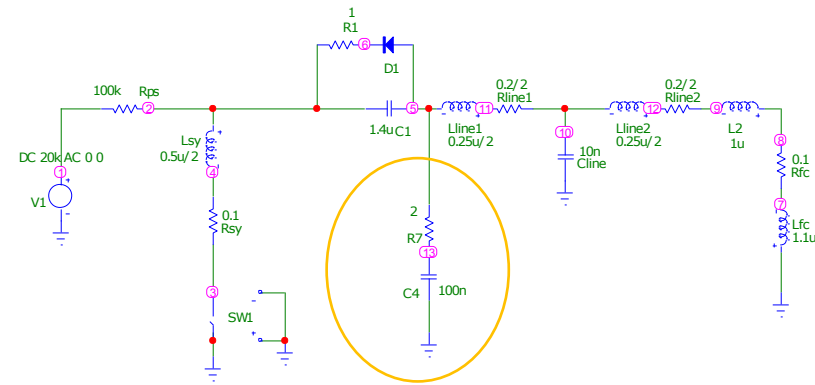 1
R1
6
D1
100k
Rps
2
5
1.4u
C1
Lline1
0.25u/2
11
0.2/2
Rline1
10
10n
Cline
Lline2
0.25u/2
12
0.2/2
Rline2
9
L2
1u
8
0.1
Rfc
7
Lfc
1.1u
DC 20k AC 0 0
1
V1
Lsy
0.5u/2
4
0.1
Rsy
3
SW1
2
R7
13
C4
100n